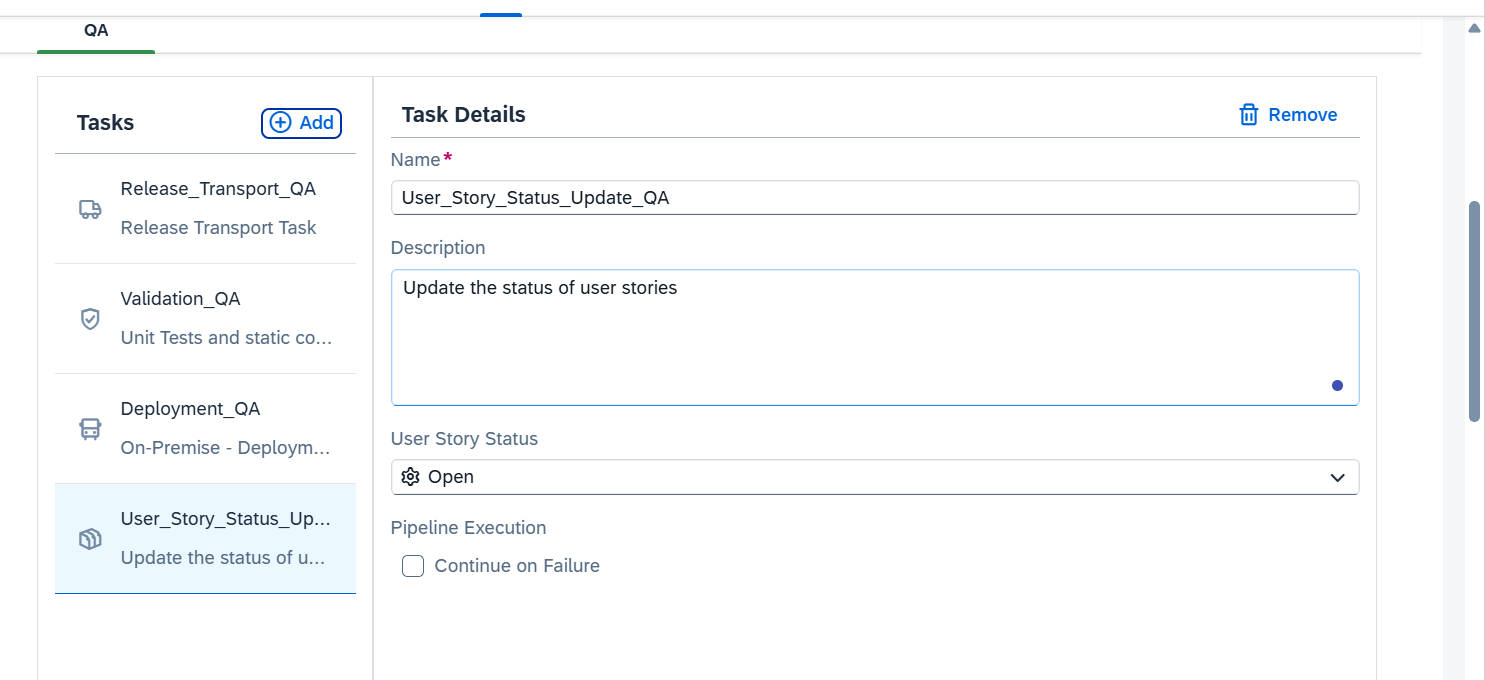 QA
Tasks
Add
Release_Transport_QA
Release Transport Task
Validation_QA
Unit Tests and static co...
Deployment_QA
On-Premise - Deploym...
User_Story_Status_Up...
Update the status of u...
Task Details
Remove
Name*
User_Story_Status_Update_QA
Description
Update the status of user stories
User Story Status
Open
Pipeline Execution
Continue on Failure